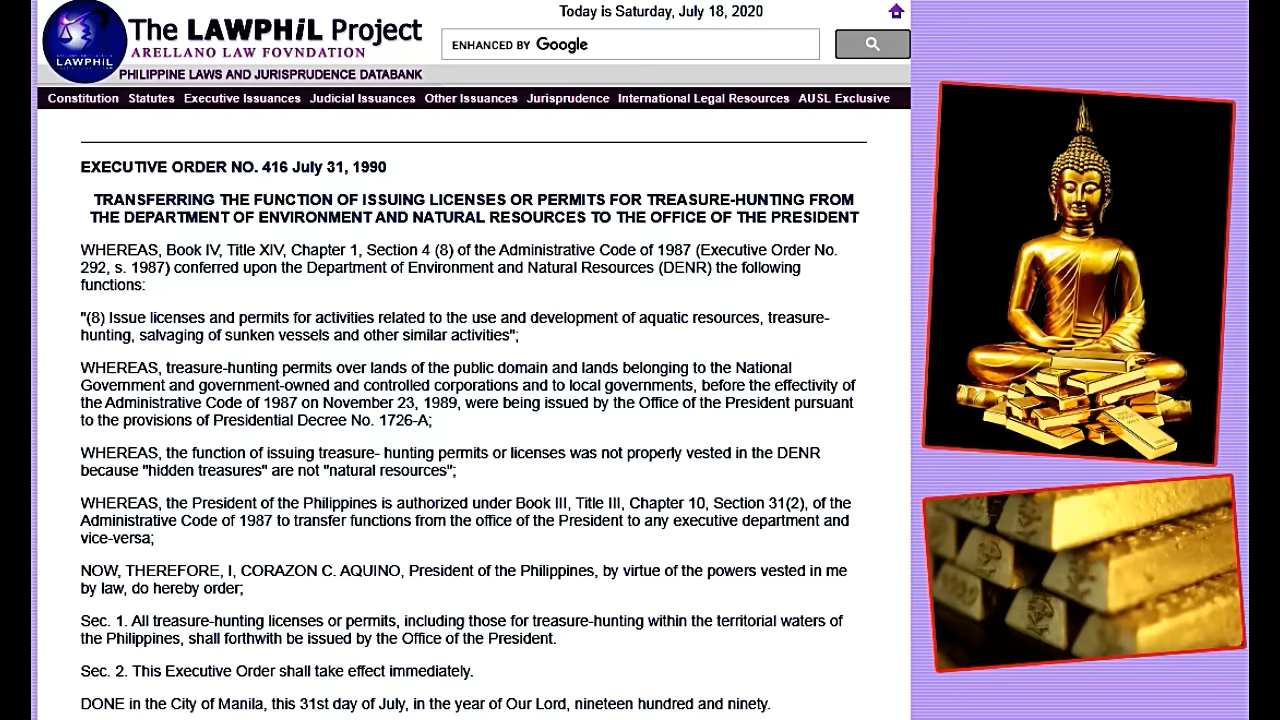 The LAWPHIL Project
ARELLANO LAW FOUNDATION
LAWPHIL
PHILIPPINE LAWS AND JURISPRUDENCE DATABANK
Today is Saturday, July 18, 2020
BY Google
Constitution Statutes Executive Issuances Judicial Issuances Other Issuances Jurisprudence International Legal Resources AUSL Exclusive
EXECUTIVE ORDER NO. 416 July 31, 1990
TRANSFERRING THE FUNCTION OF ISSUING LICENSES OR PERMITS FOR TREASURE-HUNTING FROM
THE DEPARTMENT OF ENVIRONMENT AND NATURAL RESOURCES TO THE OFFICE OF THE PRESIDENT
WHEREAS, Book IV, Title XIV, Chapter 1, Section 4 of the Administrative Code of (Executive Order No.
292, s. 1987) conferred upon the Department of Environment and Natural Resources (DENR) the following
functions:
"(8) Issue licenses and permits for activities related to the use and development of aquatic resources, treasure-
hunting, salvaging of sunken vessels and other similar activities";
WHEREAS, treasure-hunting permits over lands of the public domain and lands belonging to the National
Government and government-owned and controlled corporations and of local governments, before the effectivity of
the Administrative Code of 1987 on November 23, were being issued by the Office of the President pursuant
to the provisions of Presidential Decree No. 1726-A;
WHEREAS, the function of issuing treasure-hunting permits or licenses was not properly vested in the DENR
because "hidden treasures" are not "natural resources";
WHEREAS, the President of the Philippines is authorized under Book III, Title III, Chapter 10, Section 31(2), of the
Administrative Code of 1987 to transfer functions from the Office of the President to any executive department and
vice-versa;
NOW, THEREFORE, I, CORAZON C. AQUINO, President of the Philippines, by virtue of the powers vested in me
by law, do hereby order;
Sec. 1. All treasure-hunting licenses or permits, including those for treasure-hunting within the territorial waters of
the Philippines, shall forthwith be issued by the Office of the President.
Sec. 2. This Executive Order shall take effect immediately.
DONE in the City of Manila, this 31st day of July, in the year of Our Lord, nineteen hundred and ninety.